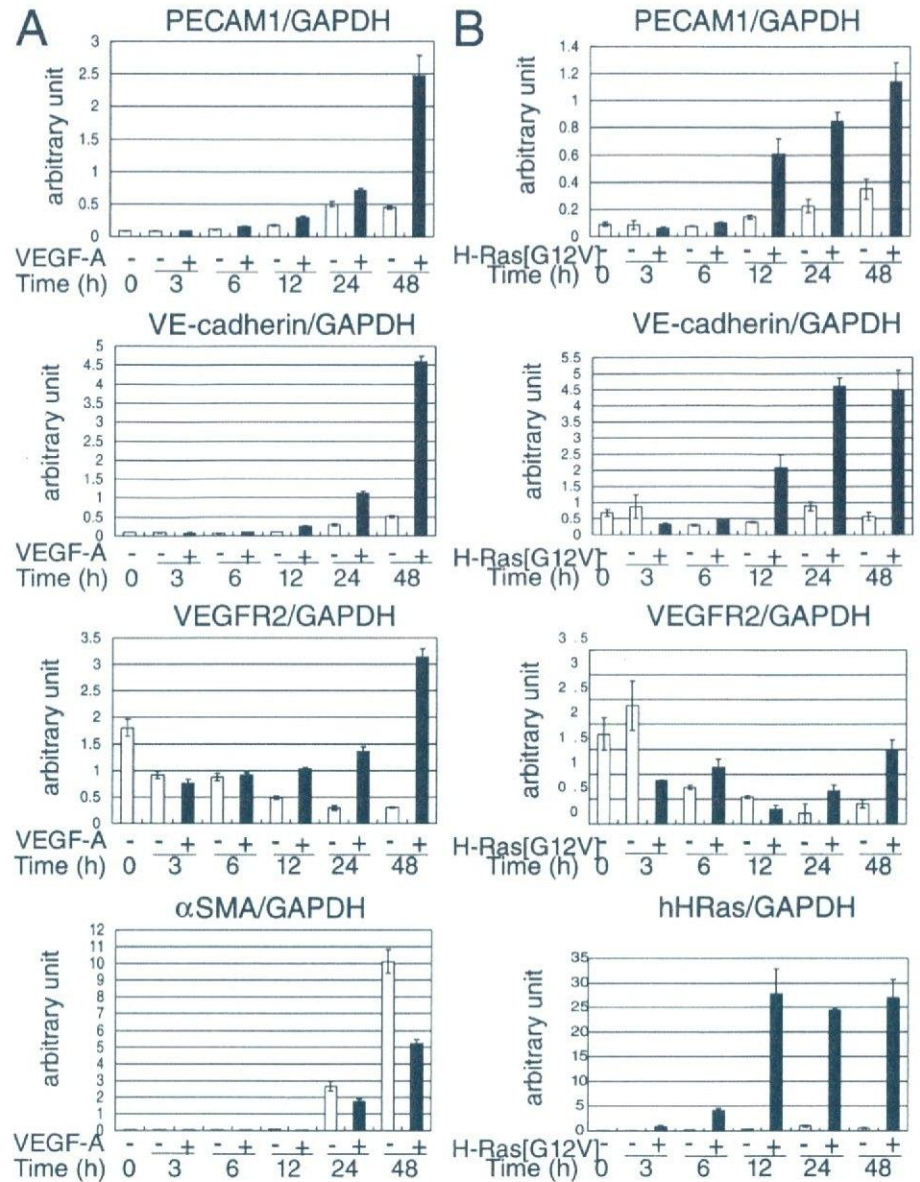 A
PECAM1/GAPDH
arbitrary unit
3
2.5
2
1.5
1
0.5
0
VEGF-A - - + - + - + - + - +
Time (h) 0 3 6 12 24 48
VE-cadherin/GAPDH
arbitrary unit
5
4.5
4
3.5
3
2.5
2
1.5
1
0.5
0
VEGF-A - - + - + - + - + - +
Time (h) 0 3 6 12 24 48
VEGFR2/GAPDH
arbitrary unit
3.5
3
2.5
2
1.5
1
0.5
0
VEGF-A - - + - + - + - + - +
Time (h) 0 3 6 12 24 48
αSMA/GAPDH
arbitrary unit
12
11
10
9
8
7
6
5
4
3
2
1
0
VEGF-A - - + - + - + - + - +
Time (h) 0 3 6 12 24 48
B
PECAM1/GAPDH
arbitrary unit
1.4
1.2
1
0.8
0.6
0.4
0.2
0
H-Ras[G12V] - - + - + - + - + - +
Time (h) 0 3 6 12 24 48
VE-cadherin/GAPDH
arbitrary unit
5.5
5
4.5
4
3.5
3
2.5
2
1.5
1
0.5
0
H-Ras[G12V] - - + - + - + - + - +
Time (h) 0 3 6 12 24 48
VEGFR2/GAPDH
arbitrary unit
3 . 5
3
2 . 5
2
1 . 5
1
0 . 5
0
H-Ras[G12V] - - + - + - + - + - +
Time (h) 0 3 6 12 24 48
hHRas/GAPDH
arbitrary unit
35
30
25
20
15
10
5
0
H-Ras[G12V] - - + - + - + - + - +
Time (h) 0 3 6 12 24 48